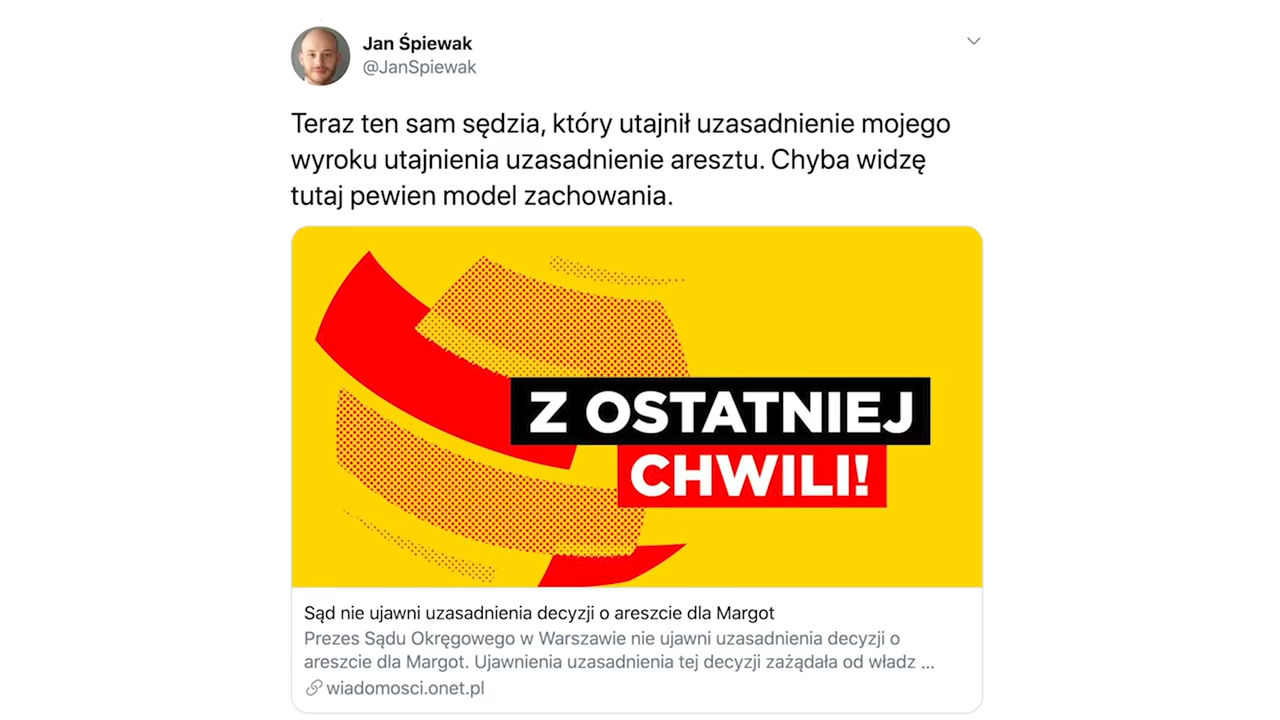 Jan Śpiewak
@JanSpiewak
Teraz ten sam sędzia, który utajnił uzasadnienie mojego
wyroku utajnienia uzasadnienie aresztu. Chyba widzę
tutaj pewien model zachowania.
Z OSTATNIEJ
CHWILI!
Sąd nie ujawni uzasadnienia decyzji o areszcie dla Margot
Prezes Sądu Okręgowego w Warszawie nie ujawni uzasadnienia decyzji o
areszcie dla Margot. Ujawnienia uzasadnienia tej decyzji zażądała od władz ...
wiadomosci.onet.pl